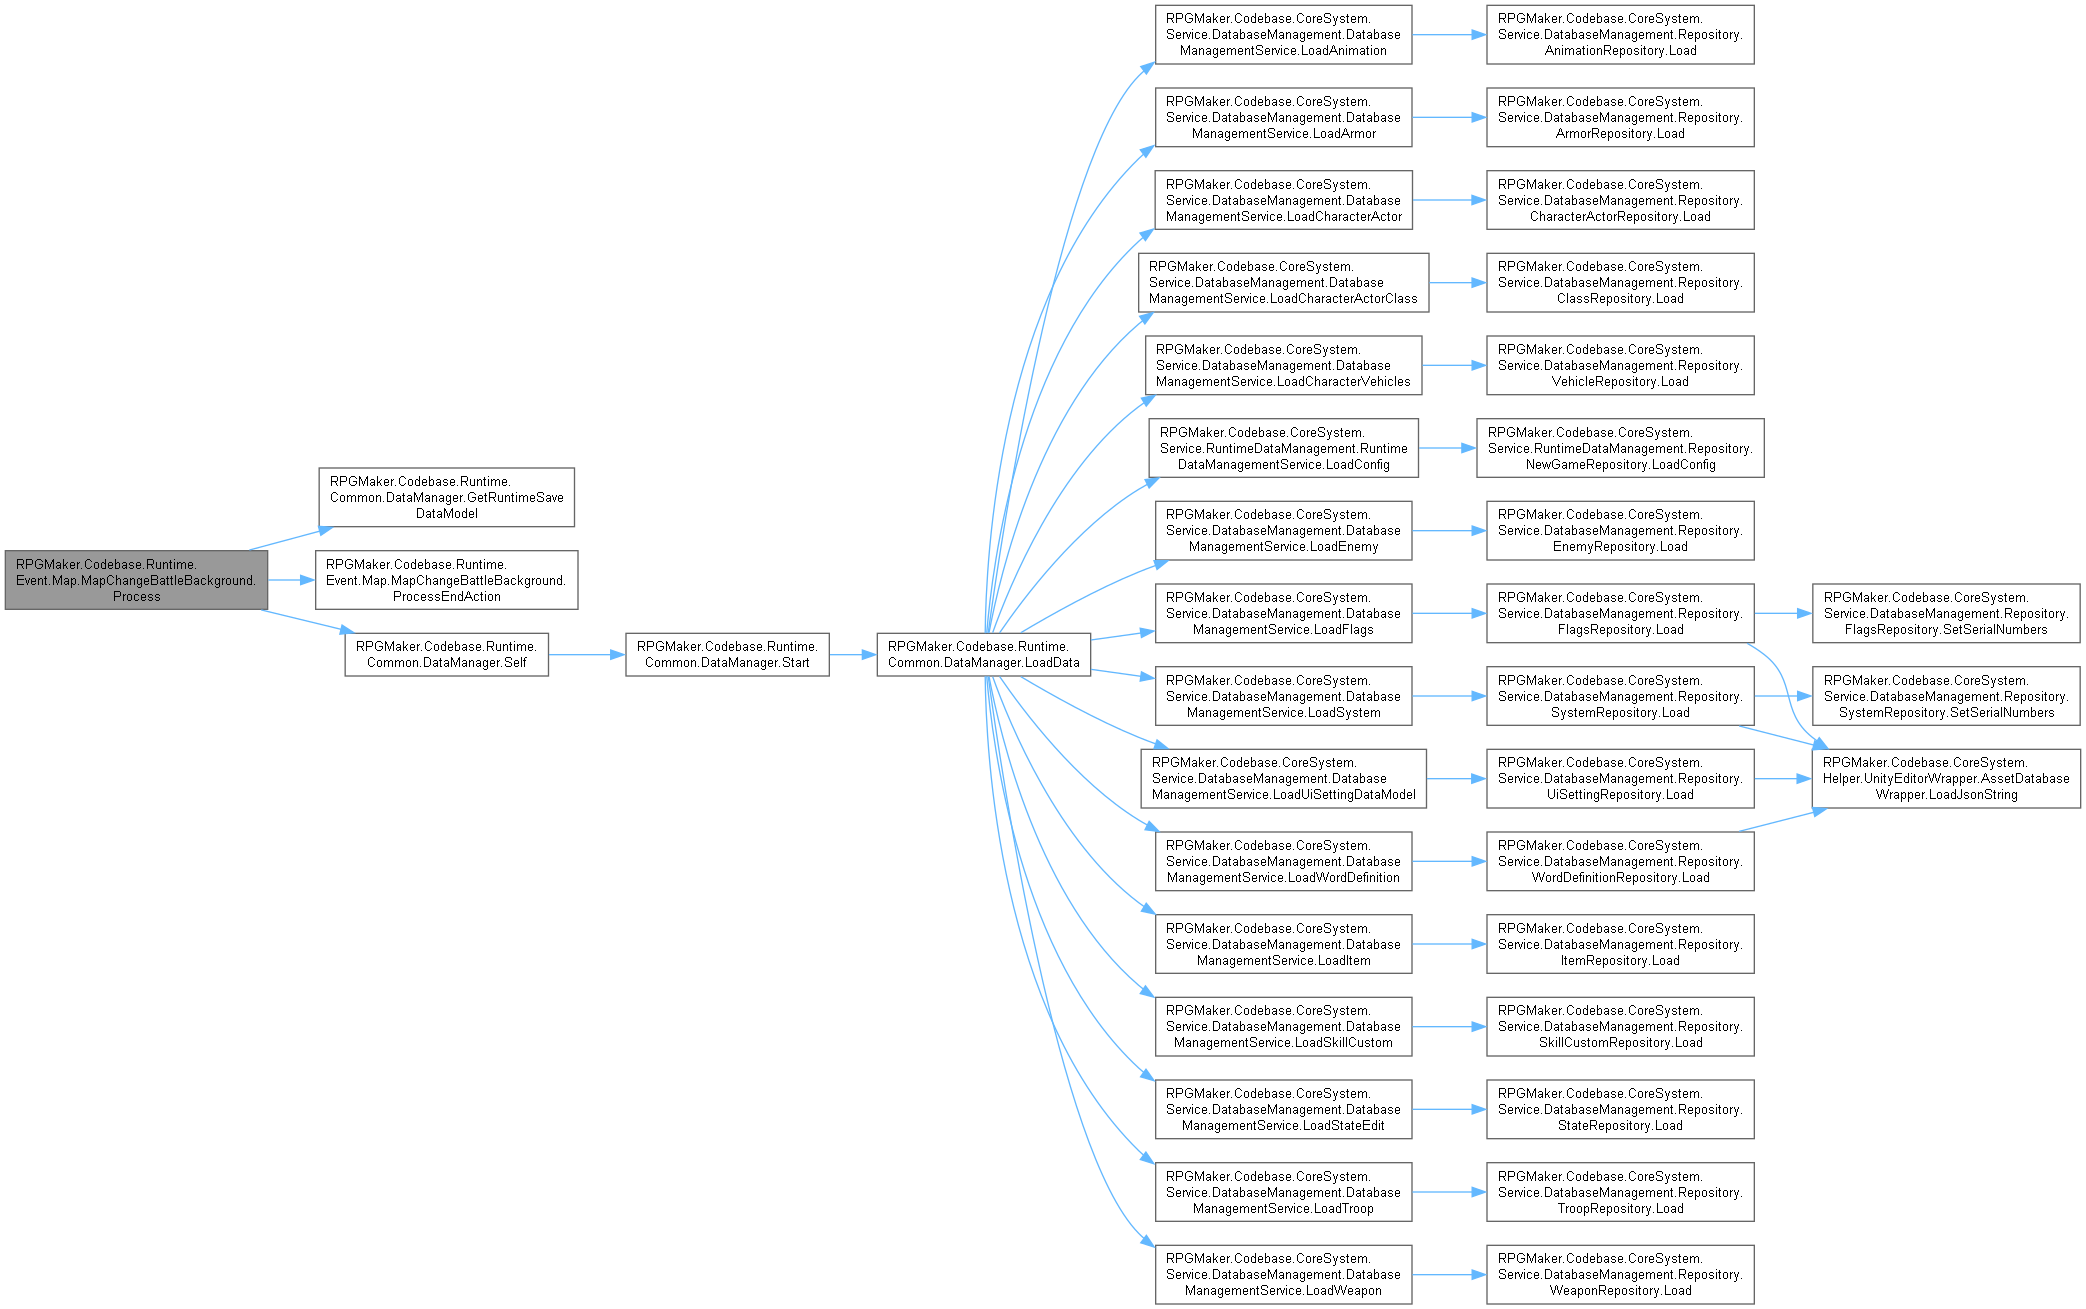 RPGMaker.Codebase.Runtime.
Event.Map.MapChangeBattleBackground.
Process
RPGMaker.Codebase.Runtime.
Common.DataManager.GetRuntimeSave
DataModel
RPGMaker.Codebase.Runtime.
Event.Map.MapChangeBattleBackground.
ProcessEndAction
RPGMaker.Codebase.Runtime.
Common.DataManager.Self
RPGMaker.Codebase.Runtime.
Common.DataManager.Start
RPGMaker.Codebase.Runtime.
Common.DataManager.LoadData
RPGMaker.Codebase.CoreSystem.
Service.DatabaseManagement.Database
ManagementService.LoadAnimation
RPGMaker.Codebase.CoreSystem.
Service.DatabaseManagement.Repository.
AnimationRepository.Load
RPGMaker.Codebase.CoreSystem.
Service.DatabaseManagement.Database
ManagementService.LoadArmor
RPGMaker.Codebase.CoreSystem.
Service.DatabaseManagement.Repository.
ArmorRepository.Load
RPGMaker.Codebase.CoreSystem.
Service.DatabaseManagement.Database
ManagementService.LoadCharacterActor
RPGMaker.Codebase.CoreSystem.
Service.DatabaseManagement.Repository.
CharacterActorRepository.Load
RPGMaker.Codebase.CoreSystem.
Service.DatabaseManagement.Database
ManagementService.LoadCharacterActorClass
RPGMaker.Codebase.CoreSystem.
Service.DatabaseManagement.Repository.
ClassRepository.Load
RPGMaker.Codebase.CoreSystem.
Service.DatabaseManagement.Database
ManagementService.LoadCharacterVehicles
RPGMaker.Codebase.CoreSystem.
Service.DatabaseManagement.Repository.
VehicleRepository.Load
RPGMaker.Codebase.CoreSystem.
Service.RuntimeDataManagement.Runtime
DataManagementService.LoadConfig
RPGMaker.Codebase.CoreSystem.
Service.RuntimeDataManagement.Repository.
NewGameRepository.LoadConfig
RPGMaker.Codebase.CoreSystem.
Service.DatabaseManagement.Database
ManagementService.LoadEnemy
RPGMaker.Codebase.CoreSystem.
Service.DatabaseManagement.Repository.
EnemyRepository.Load
RPGMaker.Codebase.CoreSystem.
Service.DatabaseManagement.Database
ManagementService.LoadFlags
RPGMaker.Codebase.CoreSystem.
Service.DatabaseManagement.Repository.
FlagsRepository.Load
RPGMaker.Codebase.CoreSystem.
Service.DatabaseManagement.Repository.
FlagsRepository.SetSerialNumbers
RPGMaker.Codebase.CoreSystem.
Service.DatabaseManagement.Database
ManagementService.LoadSystem
RPGMaker.Codebase.CoreSystem.
Service.DatabaseManagement.Repository.
SystemRepository.Load
RPGMaker.Codebase.CoreSystem.
Service.DatabaseManagement.Repository.
SystemRepository.SetSerialNumbers
RPGMaker.Codebase.CoreSystem.
Service.DatabaseManagement.Database
ManagementService.LoadUiSettingDataModel
RPGMaker.Codebase.CoreSystem.
Service.DatabaseManagement.Repository.
UiSettingRepository.Load
RPGMaker.Codebase.CoreSystem.
Helper.UnityEditorWrapper.AssetDatabase
Wrapper.LoadJsonString
RPGMaker.Codebase.CoreSystem.
Service.DatabaseManagement.Database
ManagementService.LoadWordDefinition
RPGMaker.Codebase.CoreSystem.
Service.DatabaseManagement.Repository.
WordDefinitionRepository.Load
RPGMaker.Codebase.CoreSystem.
Service.DatabaseManagement.Database
ManagementService.LoadItem
RPGMaker.Codebase.CoreSystem.
Service.DatabaseManagement.Repository.
ItemRepository.Load
RPGMaker.Codebase.CoreSystem.
Service.DatabaseManagement.Database
ManagementService.LoadSkillCustom
RPGMaker.Codebase.CoreSystem.
Service.DatabaseManagement.Repository.
SkillCustomRepository.Load
RPGMaker.Codebase.CoreSystem.
Service.DatabaseManagement.Database
ManagementService.LoadStateEdit
RPGMaker.Codebase.CoreSystem.
Service.DatabaseManagement.Repository.
StateRepository.Load
RPGMaker.Codebase.CoreSystem.
Service.DatabaseManagement.Database
ManagementService.LoadTroop
RPGMaker.Codebase.CoreSystem.
Service.DatabaseManagement.Repository.
TroopRepository.Load
RPGMaker.Codebase.CoreSystem.
Service.DatabaseManagement.Database
ManagementService.LoadWeapon
RPGMaker.Codebase.CoreSystem.
Service.DatabaseManagement.Repository.
WeaponRepository.Load